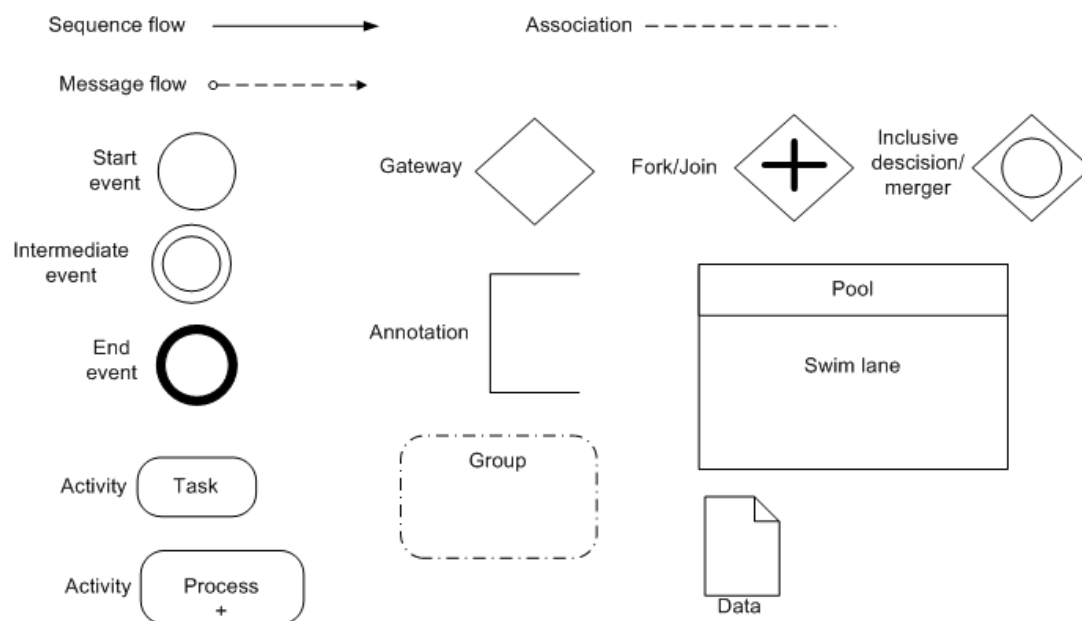 Sequence flow
Association
Message flow
Start
event
Gateway
Fork/Join
Inclusive
descision/
merger
Intermediate
event
Annotation
Pool
Swim lane
End
event
Group
Activity
Task
Activity
Process
+
Data